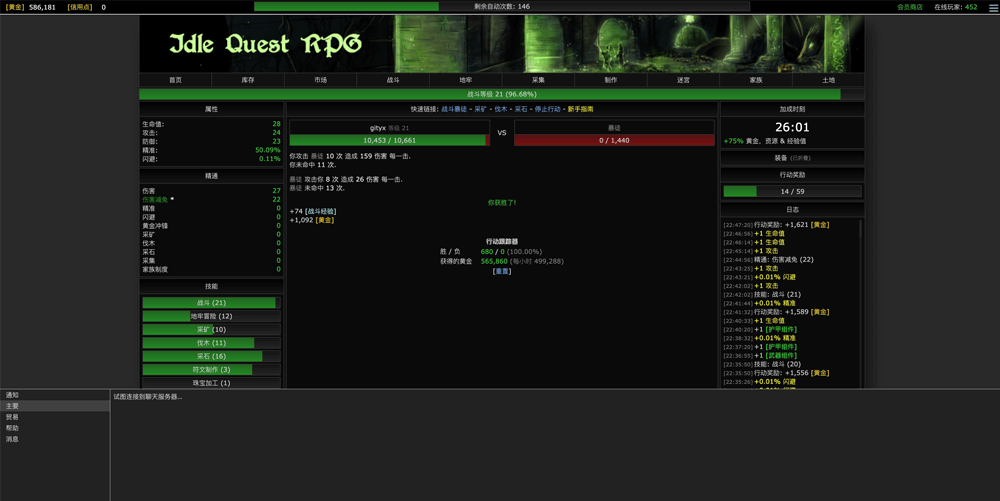 [黄金] 586,181 [信用点] 0
剩余自动次数: 146
会员商店 在线玩家: 452
Idle Quest RPG
首页 库存 市场 战斗 地牢 采集 制作 迷宫 家族 土地
战斗等级 21 (96.68%)
属性
生命值: 28
攻击: 24
防御: 23
精准: 50.09%
闪避: 0.11%
精通
伤害 27
伤害减免 * 22
精准 0
闪避 0
黄金冲锋 0
采矿 0
伐木 0
采石 0
采集 0
家族制度 0
技能
战斗 (21)
地牢冒险 (12)
采矿 (10)
伐木 (11)
采石 (16)
符文制作 (3)
珠宝加工 (1)
快速链接: 战斗暴徒 - 采矿 - 伐木 - 采石 - 停止行动 - 新手指南
gityx 等级 21
10,453 / 10,661
VS
暴徒
0 / 1,440
你攻击 暴徒 10 次 造成 159 伤害 每一击.
你未命中 11 次.
暴徒 攻击你 8 次 造成 26 伤害 每一击.
暴徒 未命中 13 次.
你获胜了!
+74 [战斗经验]
+1,092 [黄金]
行动跟踪器
胜 / 负 680 / 0 (100.00%)
获得的黄金 565,860 (每小时 499,288)
[重置]
加成时刻
26:01
+75% 黄金, 资源 & 经验值
装备 (已折叠)
行动奖励
14 / 59
日志
[22:47:20] 行动奖励: +1,621 [黄金]
[22:46:56] +1 生命值
[22:46:14] +1 生命值
[22:45:14] +1 攻击
[22:44:56] 精通: 伤害减免 (22)
[22:43:25] +1 攻击
[22:43:21] +0.01% 闪避
[22:42:02] +1 攻击
[22:42:02] 技能: 战斗 (21)
[22:41:44] +0.01% 精准
[22:41:32] 行动奖励: +1,589 [黄金]
[22:40:33] +1 生命值
[22:40:20] +1 [护甲组件]
[22:38:32] +0.01% 精准
[22:37:20] +1 [护甲组件]
[22:36:55] +1 [武器组件]
[22:35:50] 技能: 战斗 (20)
[22:35:50] 行动奖励: +1,556 [黄金]
[22:35:26] +0.01% 闪避
通知
主要
贸易
帮助
消息
试图连接到聊天服务器...